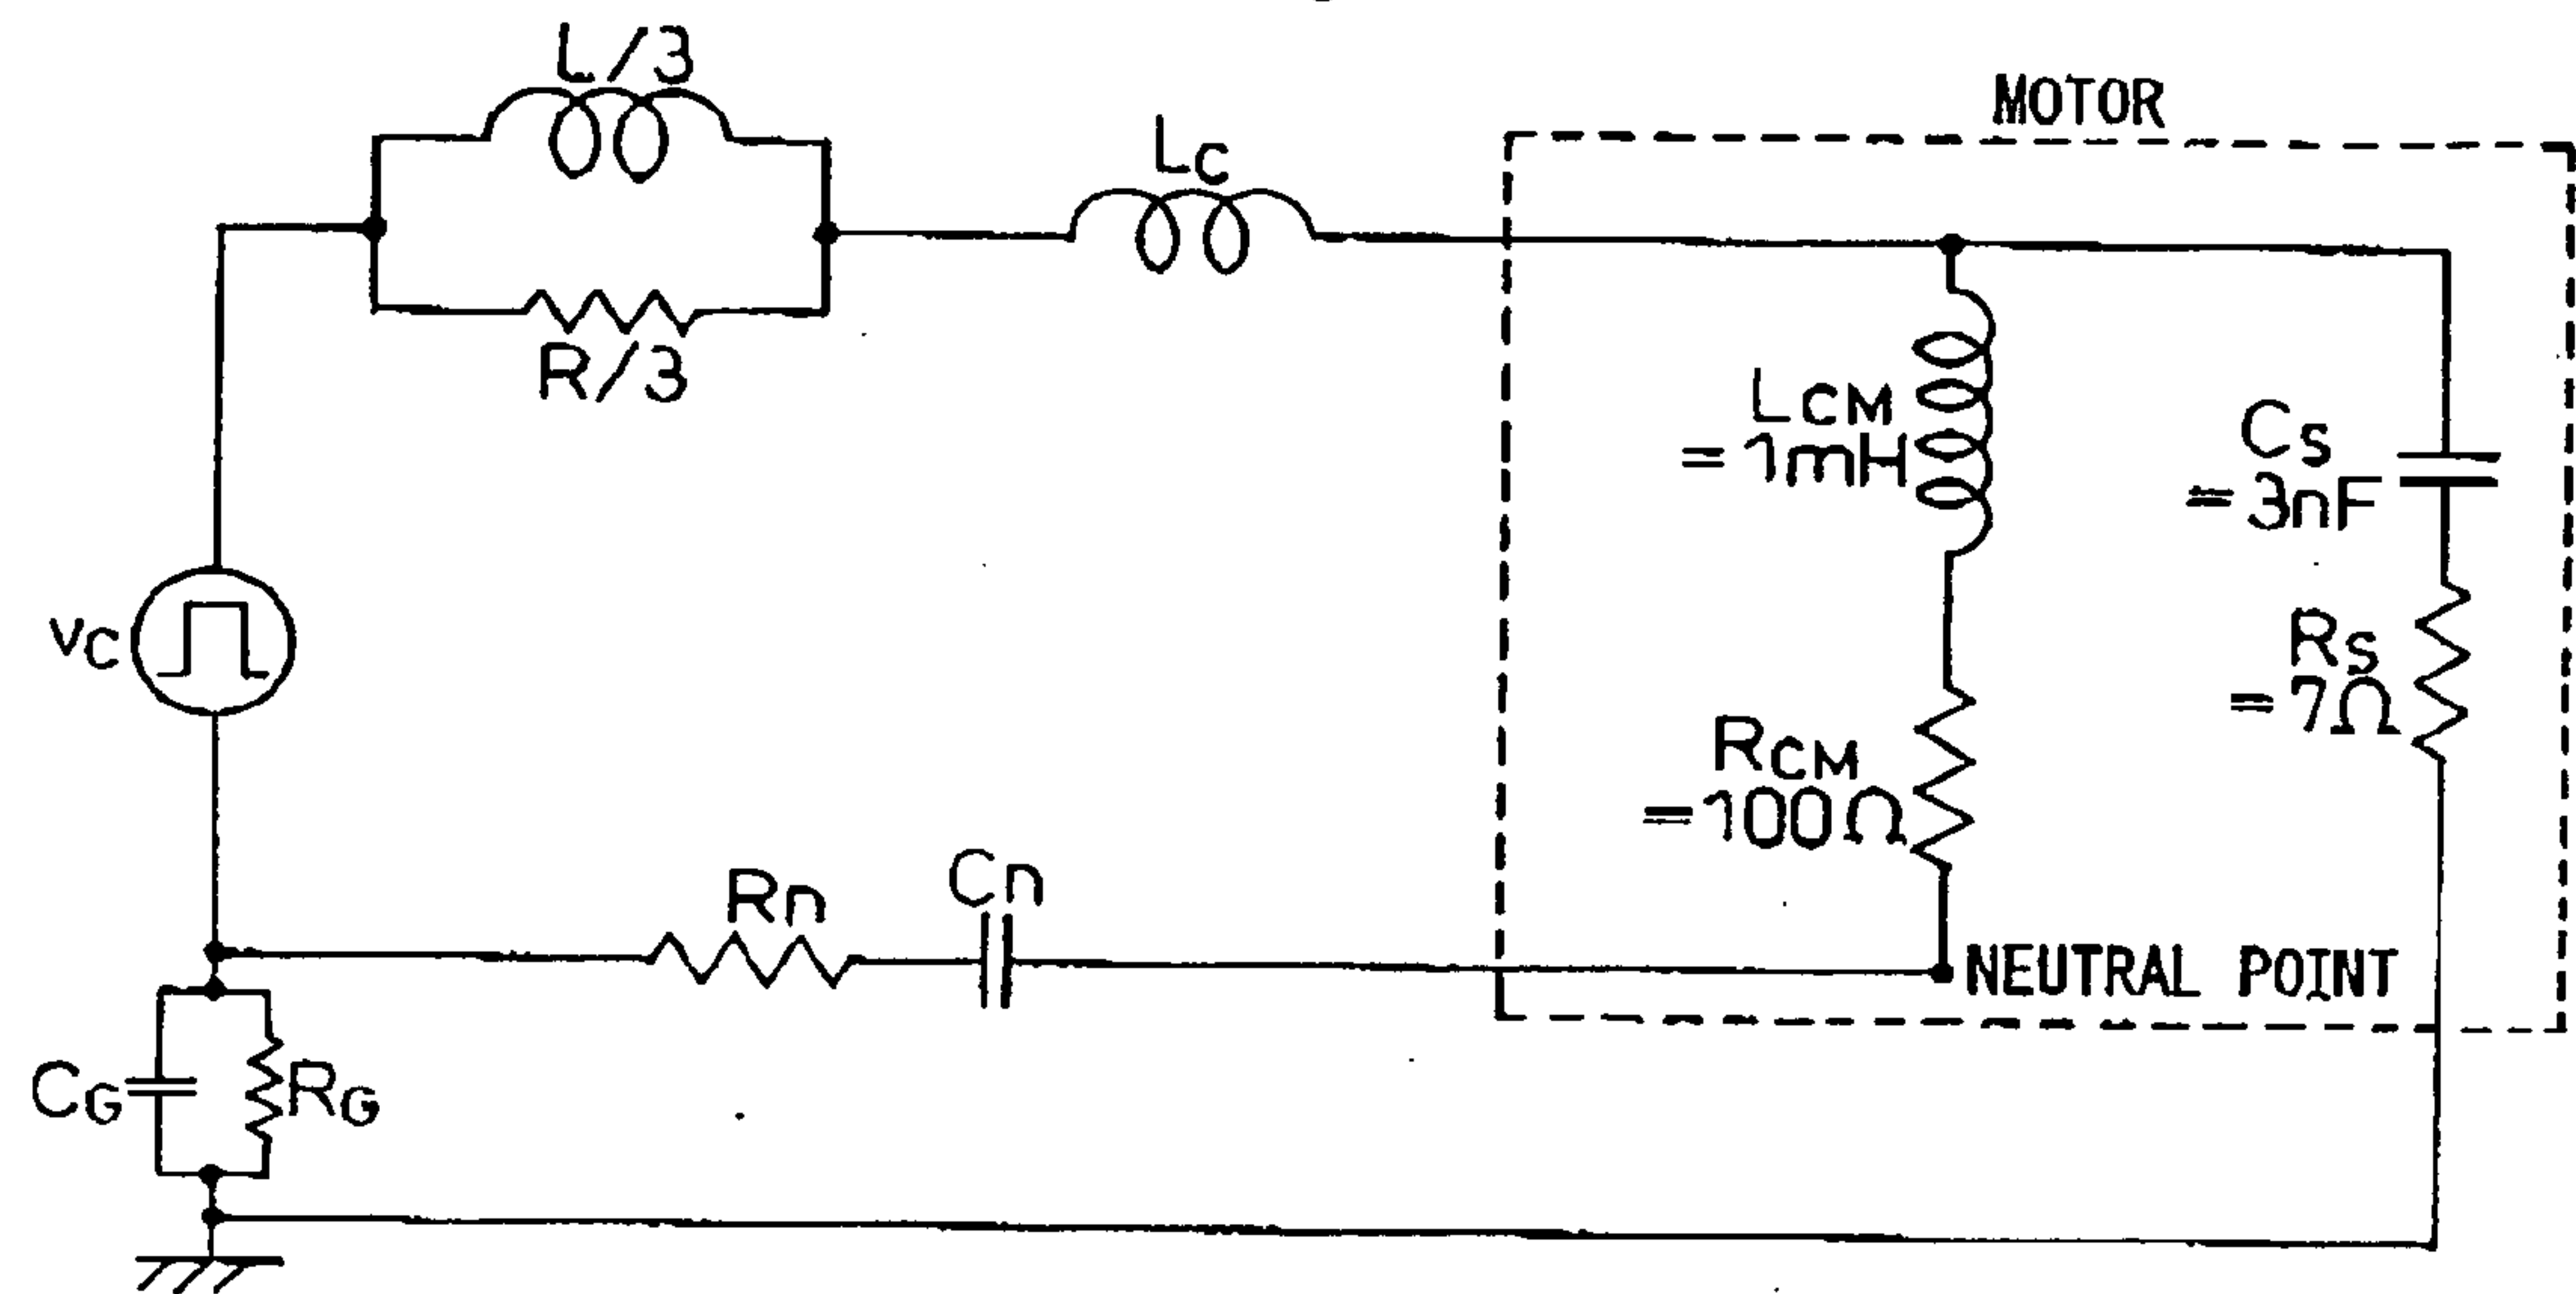 L/3
R/3
LC
MOTOR
LCM
=1mH
CS
=3nF
RS
=7Ω
RCM
=100Ω
vC
Rn
Cn
NEUTRAL POINT
CG
RG